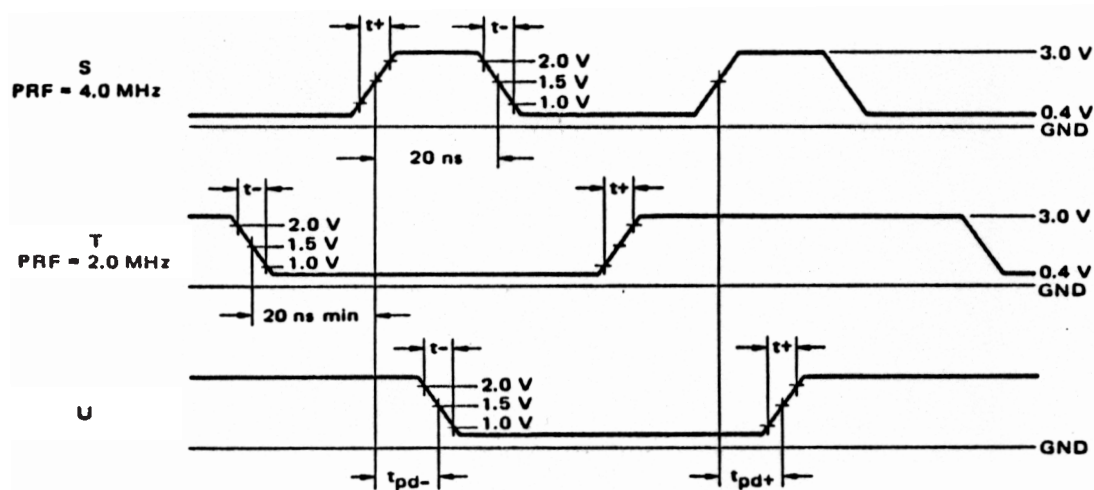 t+
t-
S
PRF = 4.0 MHz
2.0 V
1.5 V
1.0 V
3.0 V
0.4 V
GND
20 ns
t-
t+
T
PRF = 2.0 MHz
2.0 V
1.5 V
1.0 V
3.0 V
0.4 V
GND
20 ns min
t-
t+
U
2.0 V
1.5 V
1.0 V
GND
tpd-
tpd+